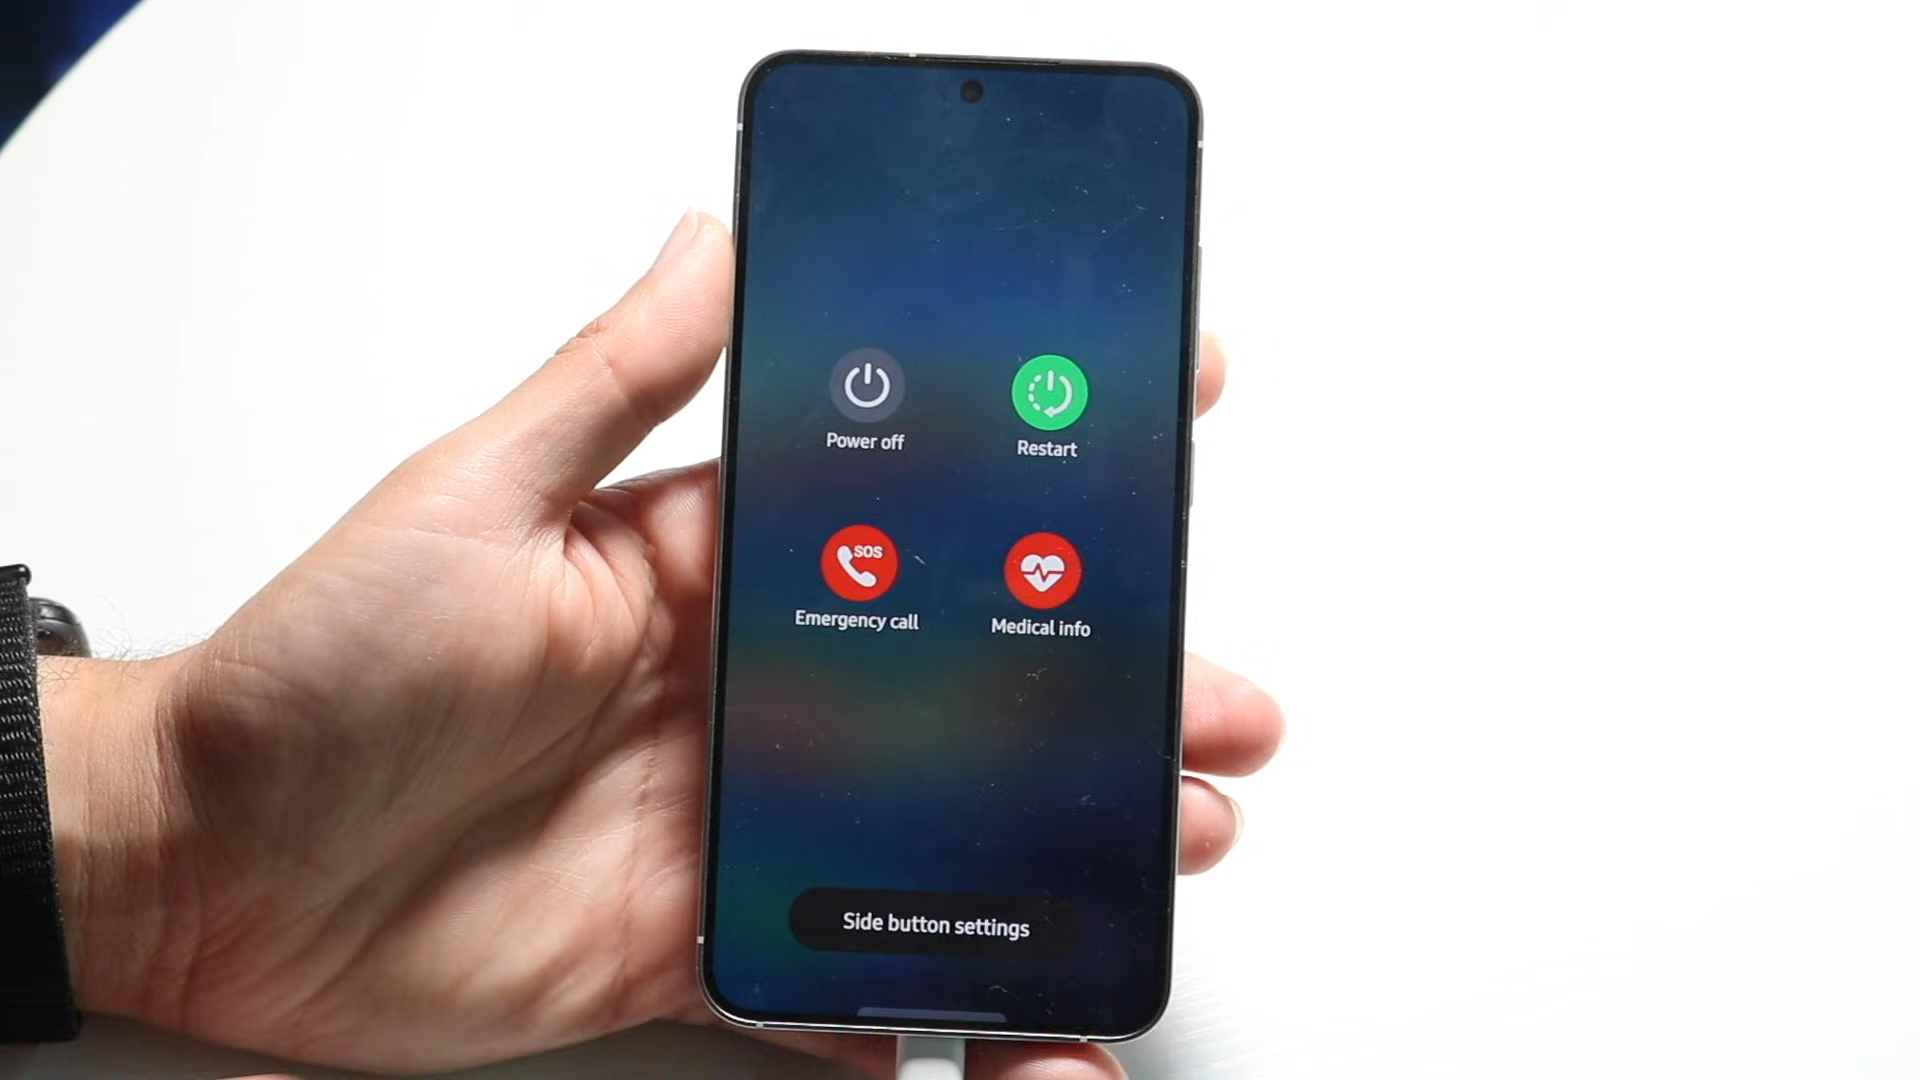 Power off
Restart
SOS
Emergency call
Medical info
Side button settings